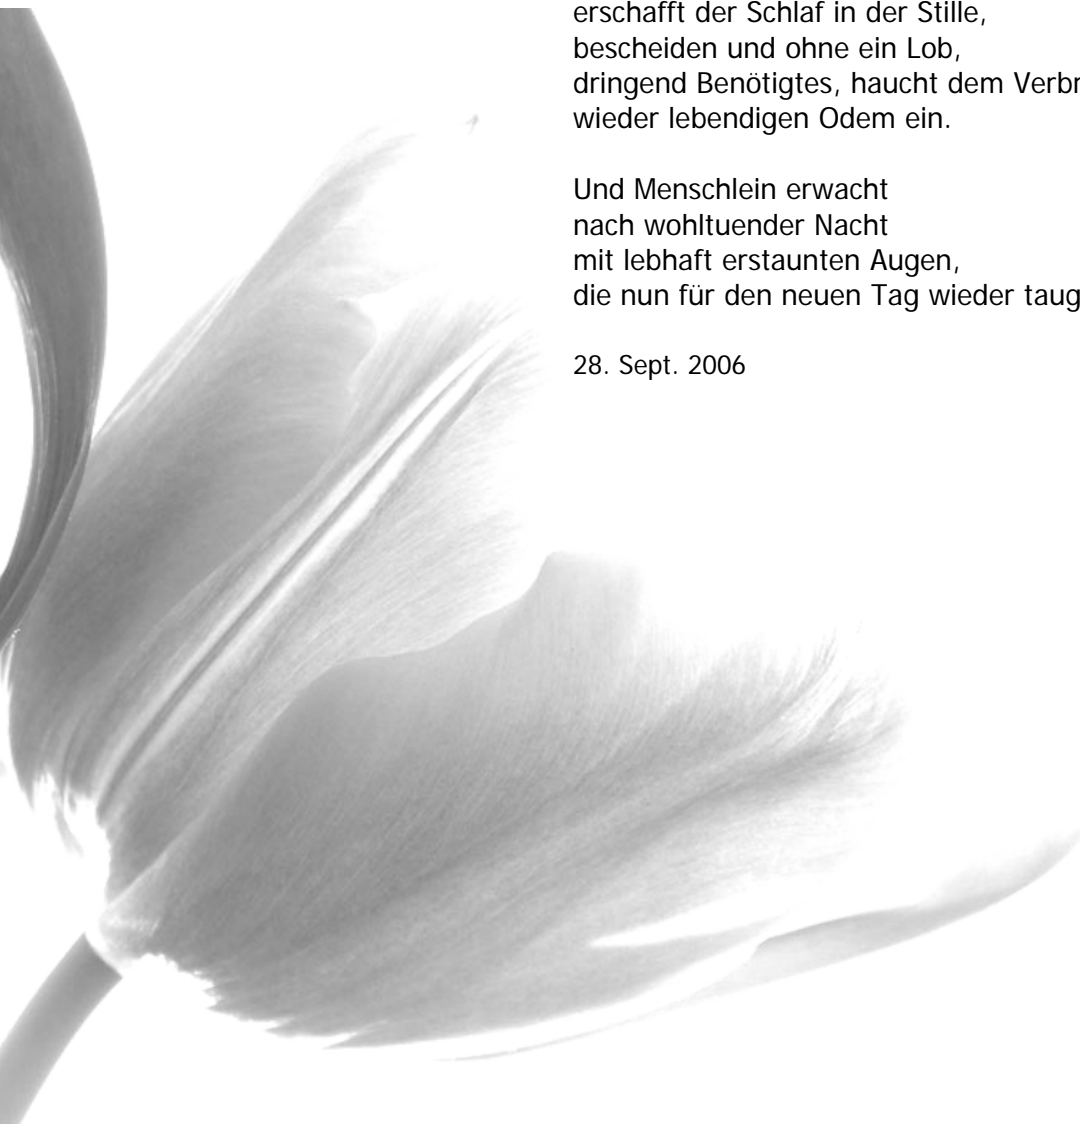 erschafft der Schlaf in der Stille,
bescheiden und ohne ein Lob,
dringend Benötigtes, haucht dem
wieder lebendigen Odem ein.

Und Menschlein erwacht
nach wohltuender Nacht
mit lebhaft erstaunten Augen,
die nun für den neuen Tag wieder

28. Sept. 2006